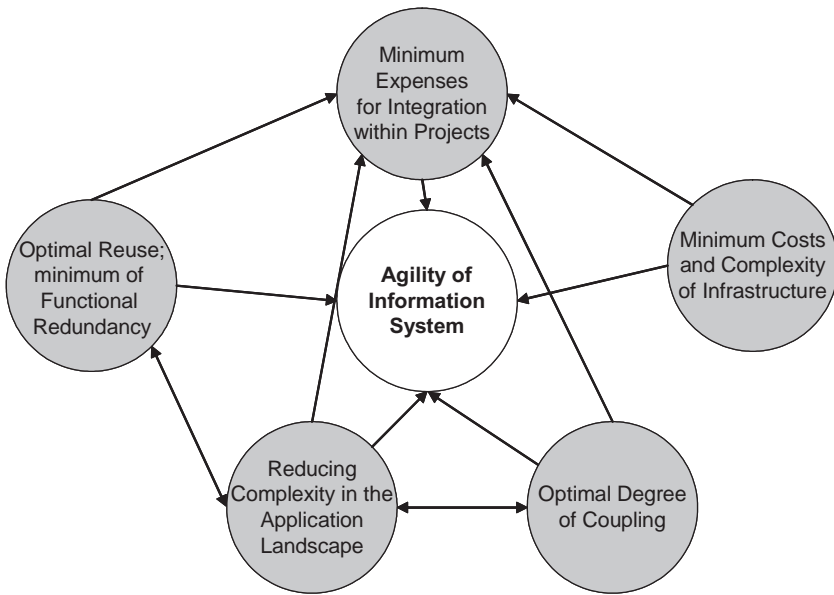 Minimum
Expenses
for Integration
within Projects
Optimal Reuse;
minimum of
Functional
Redundancy
Agility of
Information
System
Minimum Costs
and Complexity
of Infrastructure
Reducing
Complexity in the
Application
Landscape
Optimal Degree
of Coupling